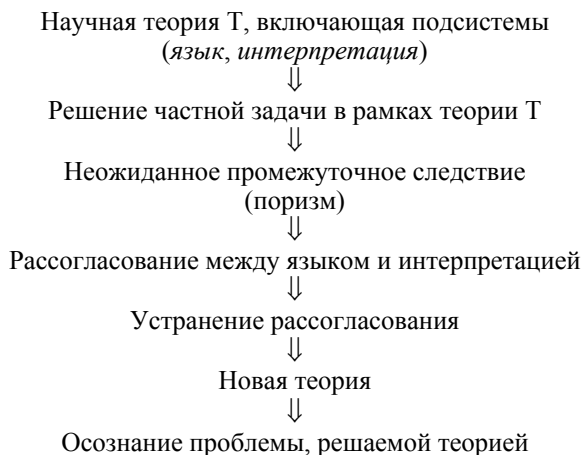 Научная теория Т, включающая подсистемы
(язык, интерпретация)
⇓
Решение частной задачи в рамках теории Т
⇓
Неожиданное промежуточное следствие
(поризм)
⇓
Рассогласование между языком и интерпретацией
⇓
Устранение рассогласования
⇓
Новая теория
⇓
Осознание проблемы, решаемой теорией